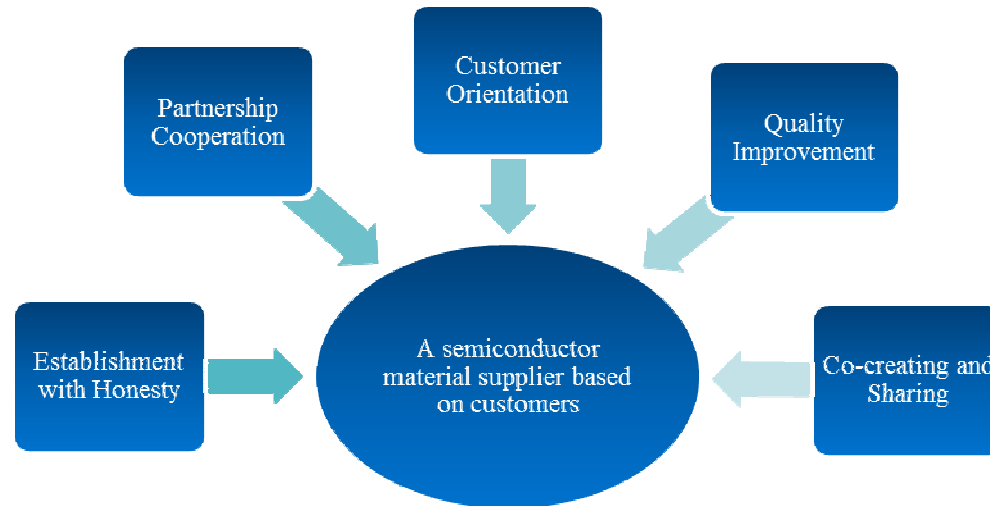 Customer
Orientation
Partnership
Cooperation
Quality
Improvement
Establishment
with Honesty
A semiconductor
material supplier based
on customers
Co-creating and
Sharing